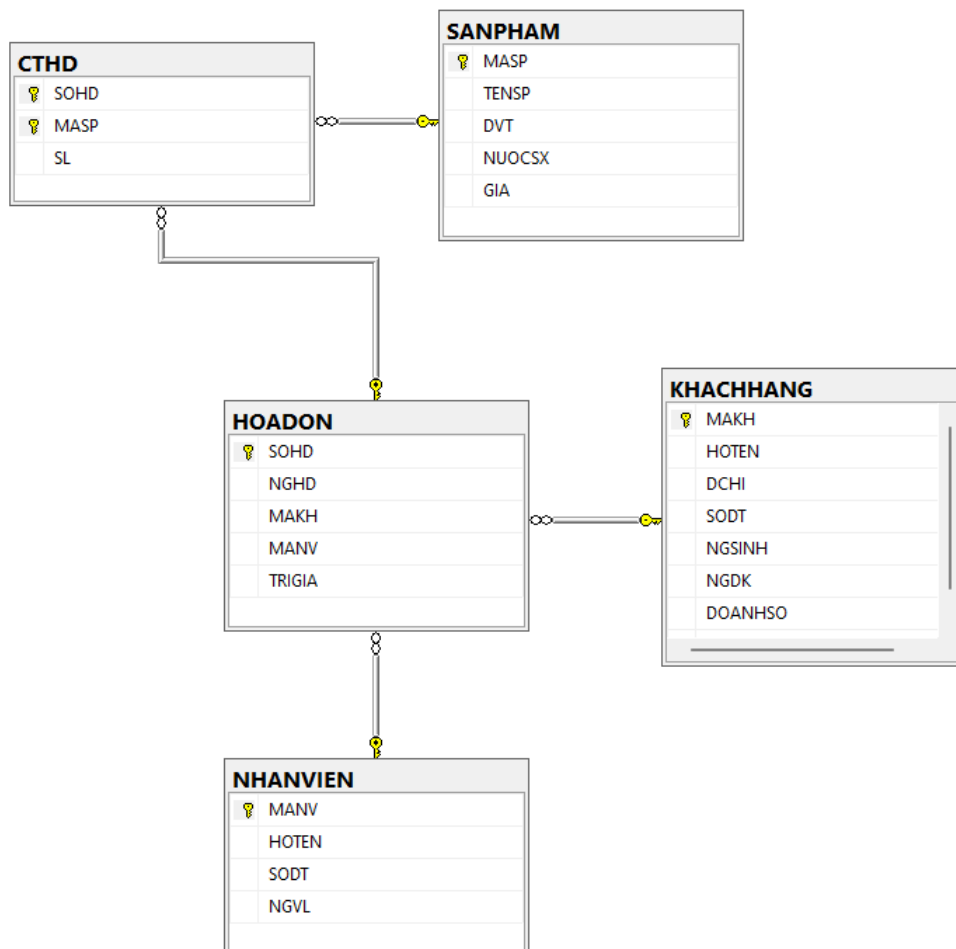 CTHD
SOHD
MASP
SL
SANPHAM
MASP
TENSP
DVT
NUOCSX
GIA
HOADON
SOHD
NGHD
MAKH
MANV
TRIGIA
KHACHHANG
MAKH
HOTEN
DCHI
SODT
NGSINH
NGDK
DOANHSO
NHANVIEN
MANV
HOTEN
SODT
NGVL